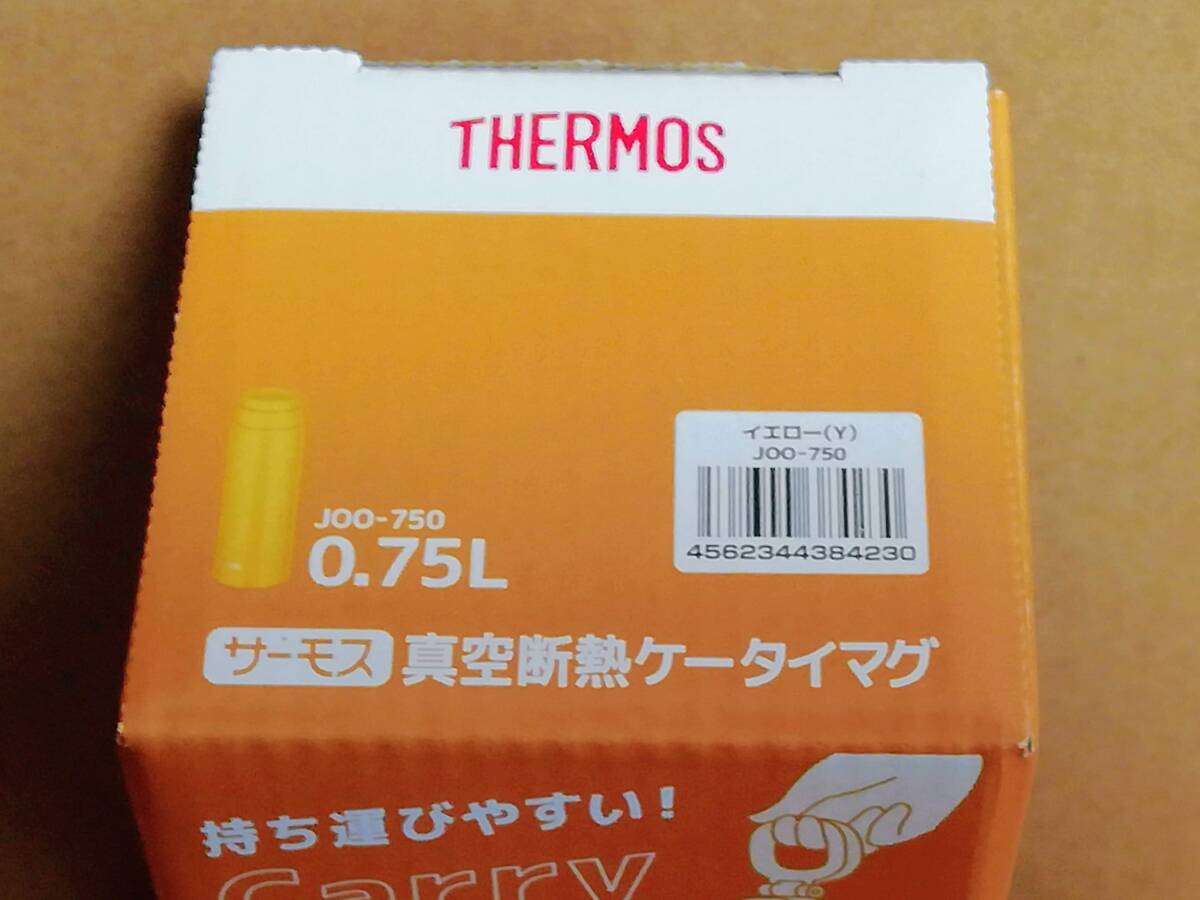 THERMOS
イエロー(Y)
JOO-750
4562344384230
JOO-750
0.75L
サーモス 真空断熱ケータイマグ
持ち運びやすい!
Carry